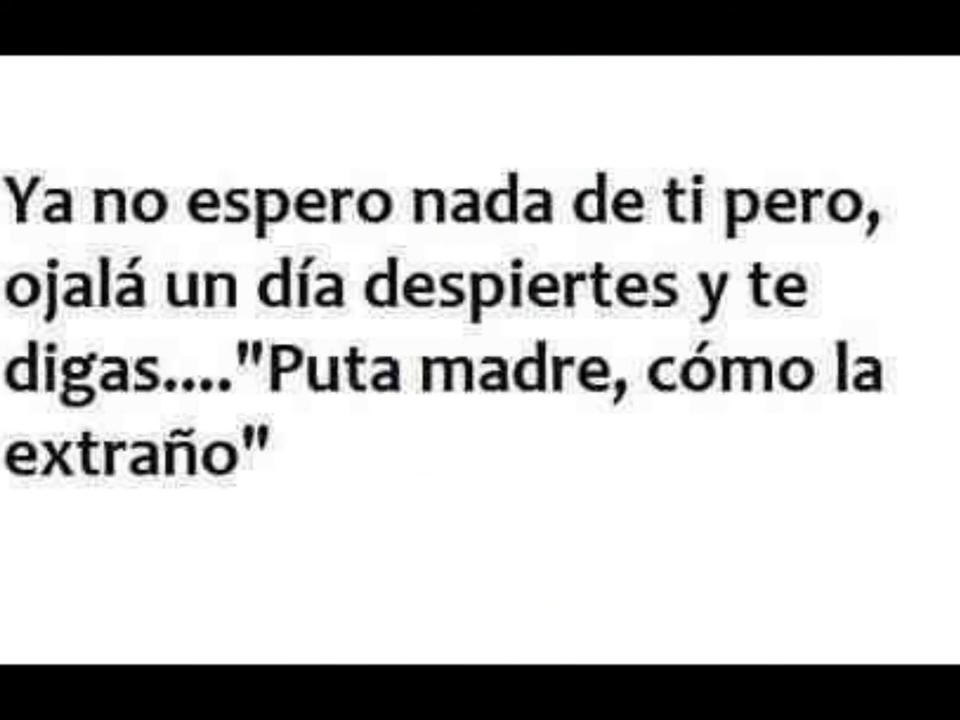 Ya no espero nada de ti pero,
ojalá un día despiertes y te
digas...."Puta madre, cómo la
extraño"